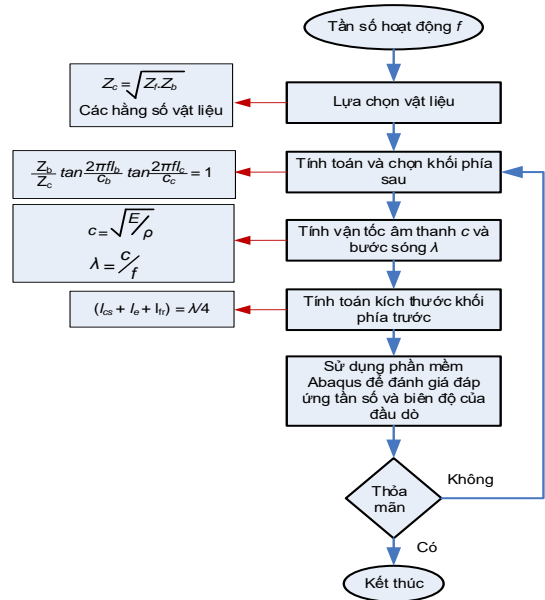 Tần số hoạt động f
Z_c = √(Z_f.Z_b)
Các hằng số vật liệu
Lựa chọn vật liệu
Z_b/Z_c tan 2πfl_b/c_b tan 2πfl_c/c_c = 1
Tính toán và chọn khối phía
sau
c = √(E/ρ)
λ = c/f
Tính vận tốc âm thanh c và
bước sóng λ
(l_cs + l_e + l_fr) = λ/4
Tính toán kích thước khối
phía trước
Sử dụng phần mềm
Abaqus để đánh giá đáp
ứng tần số và biên độ của
đầu dò
Thỏa
mãn
Không
Có
Kết thúc